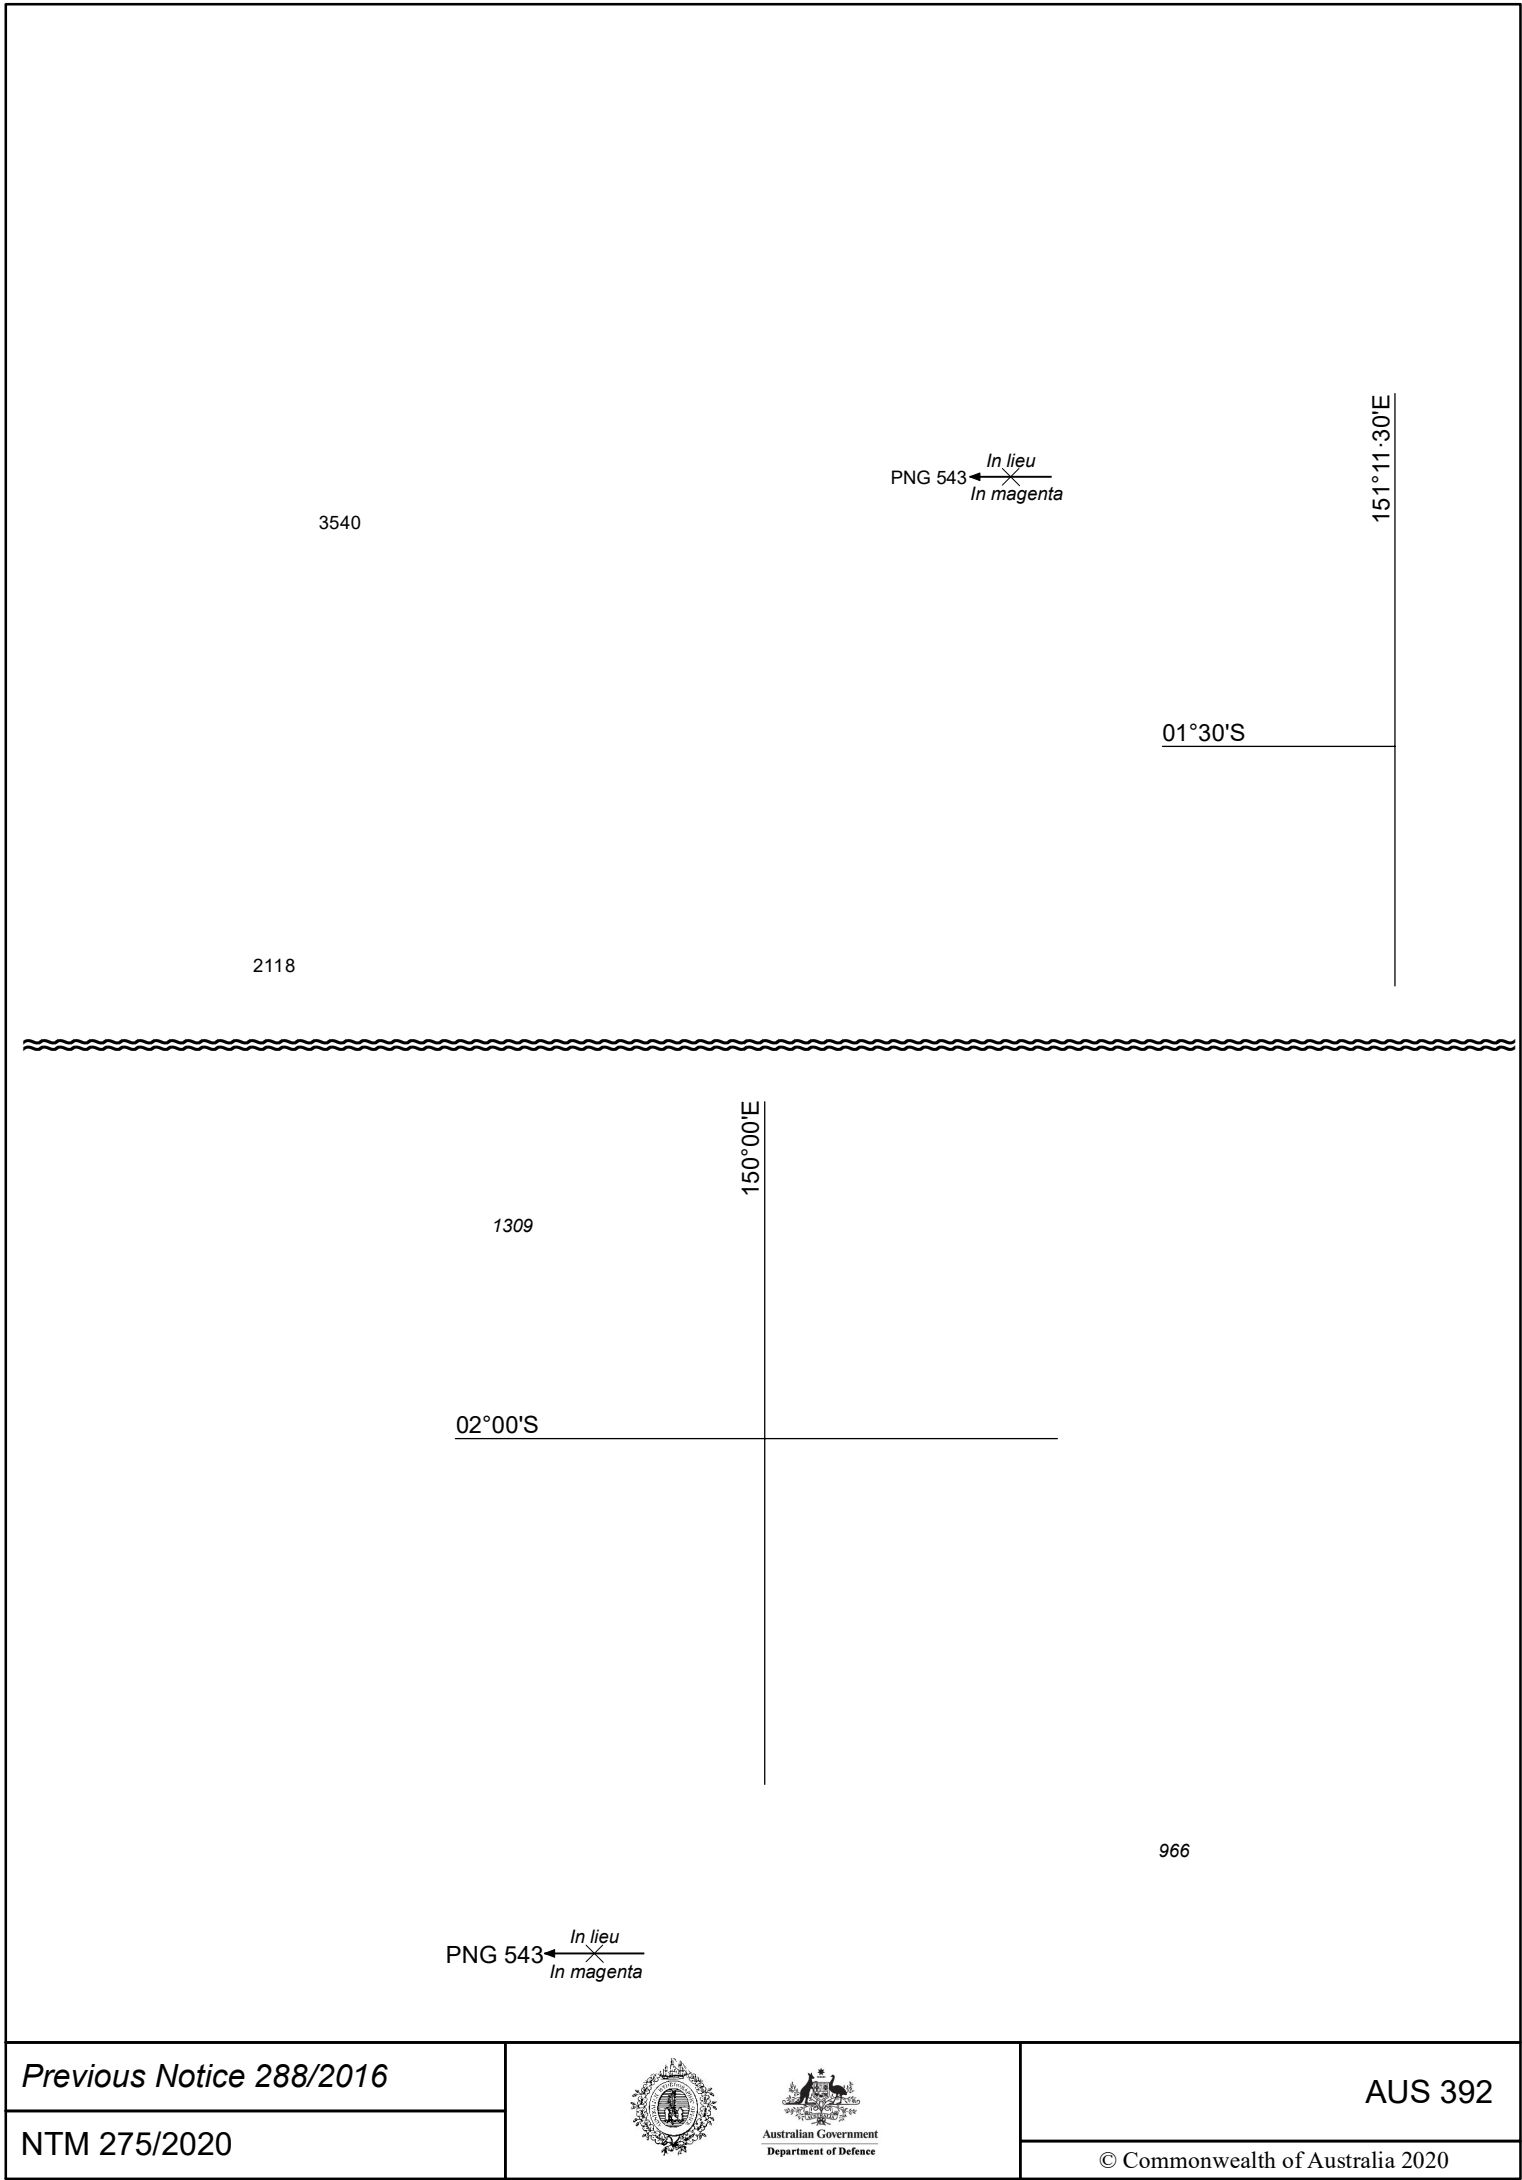 151°11·30'E
In lieu
PNG 543
In magenta
3540
01°30'S
2118
150°00'E
1309
02°00'S
966
In lieu
PNG 543
In magenta
Previous Notice 288/2016
NTM 275/2020
Australian Government
Department of Defence
AUS 392
© Commonwealth of Australia 2020